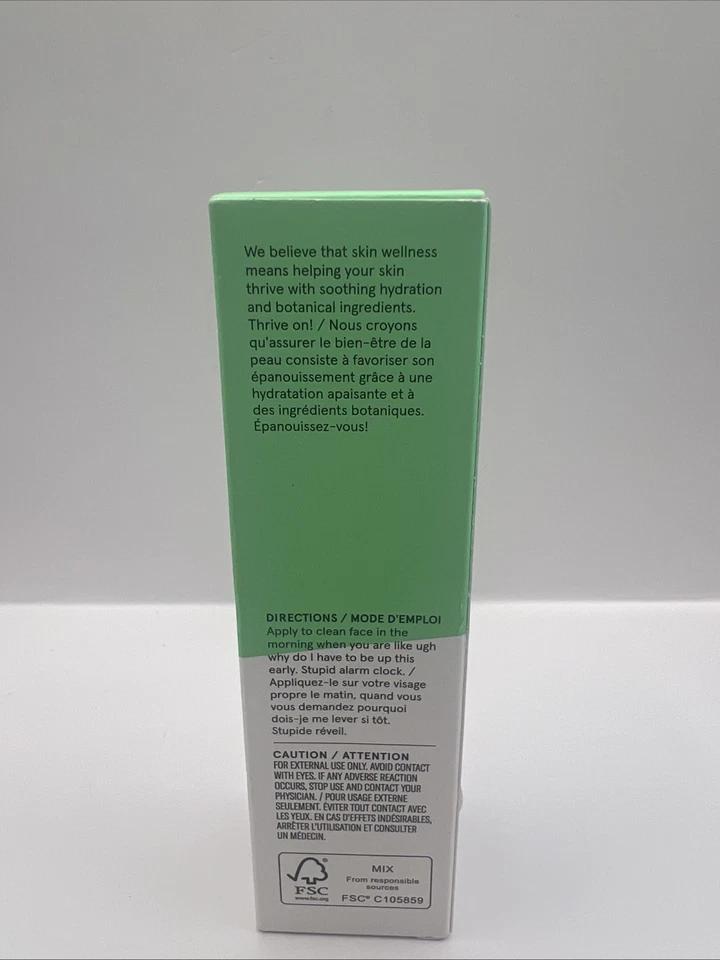 We believe that skin wellness
means helping your skin
thrive with soothing hydration
and botanical ingredients.
Thrive on! / Nous croyons
qu'assurer le bien-être de la
peau consiste à favoriser son
épanouissement grâce à une
hydratation apaisante et à
des ingrédients botaniques.
Épanouissez-vous!
DIRECTIONS / MODE D'EMPLOI
Apply to clean face in the
morning when you are like ugh
why do I have to be up this
early. Stupid alarm clock. /
Appliquez-le sur votre visage
propre le matin, quand vous
vous demandez pourquoi
dois-je me lever si tôt.
Stupide réveil.
CAUTION / ATTENTION
FOR EXTERNAL USE ONLY. AVOID CONTACT
WITH EYES. IF ANY ADVERSE REACTION
OCCURS, STOP USE AND CONTACT YOUR
PHYSICIAN. / POUR USAGE EXTERNE
SEULEMENT. ÉVITER TOUT CONTACT AVEC
LES YEUX. EN CAS D'EFFETS INDÉSIRABLES,
ARRÊTER L'UTILISATION ET CONSULTER
UN MÉDECIN.
FSC
www.fsc.org
MIX
From responsible
sources
FSC® C105859